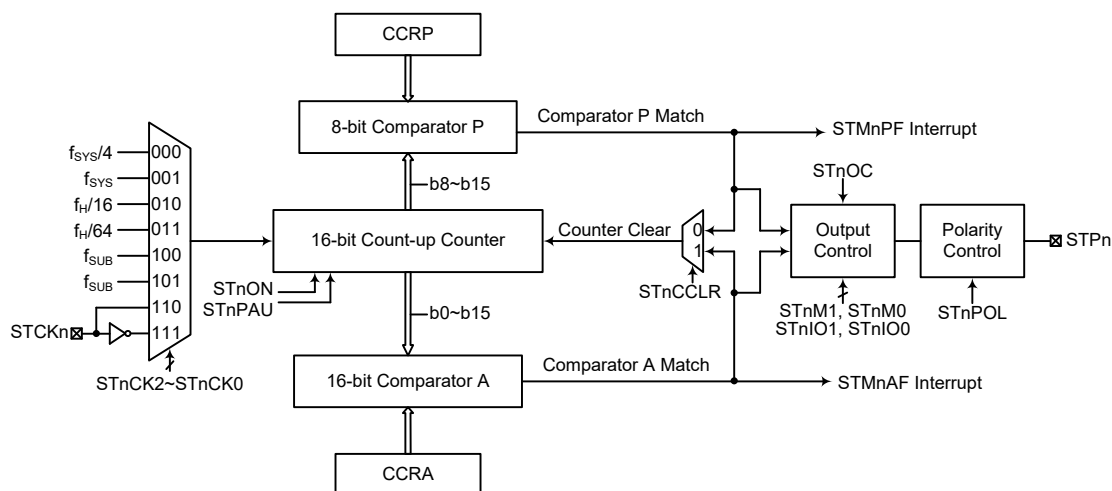 CCRP
8-bit Comparator P
Comparator P Match
STMnPF Interrupt
fSYS/4
000
fSYS
001
fH/16
010
fH/64
011
fSUB
100
fSUB
101
110
111
STCKn
STnCK2~STnCK0
b8~b15
16-bit Count-up Counter
STnON
STnPAU
b0~b15
Counter Clear
0
1
STnCCLR
STnOC
Output
Control
STnM1, STnM0
STnIO1, STnIO0
Polarity
Control
STnPOL
STPn
16-bit Comparator A
Comparator A Match
STMnAF Interrupt
CCRA